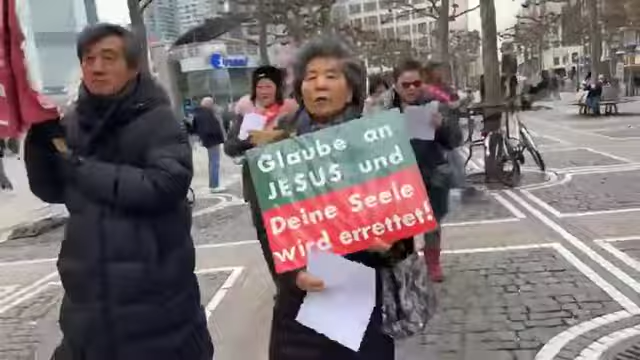 Glaube an
JESUS und
Deine Seele
wird errettet!